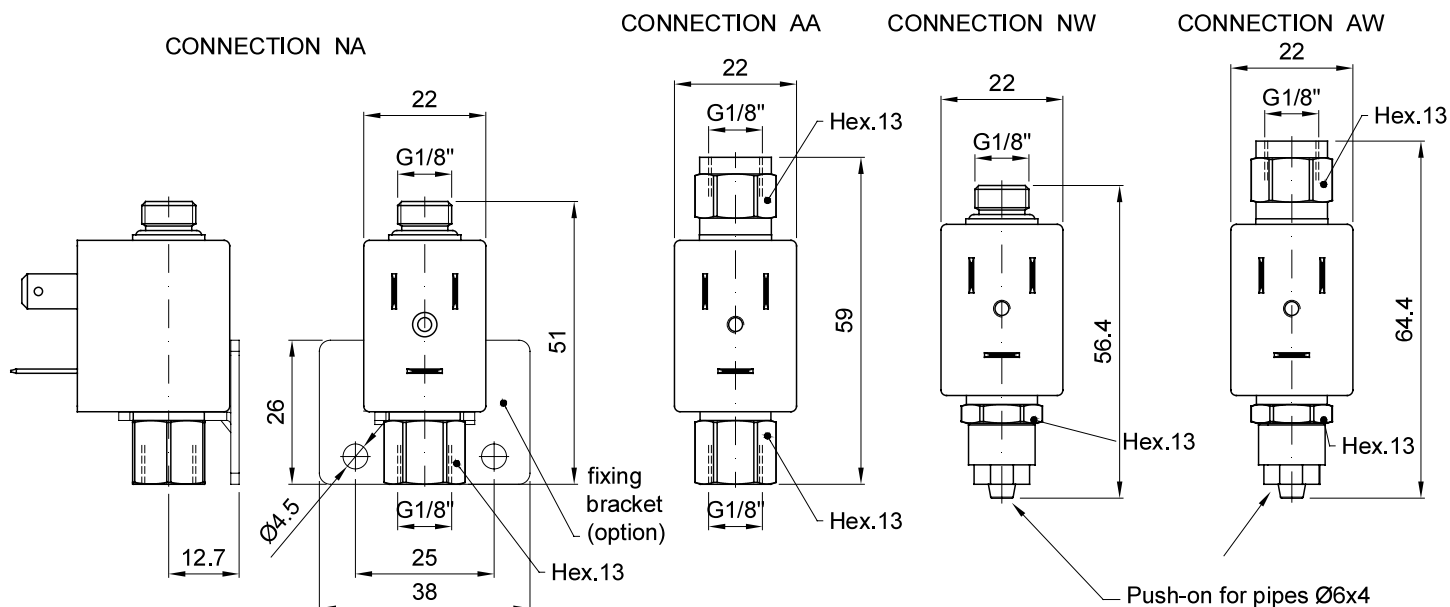 CONNECTION NA
22
G1/8"
51
26
Ø4.5
12.7
25
38
G1/8"
fixing
bracket
(option)
Hex.13
CONNECTION AA
22
G1/8"
Hex.13
59
G1/8"
Hex.13
CONNECTION NW
22
G1/8"
56.4
Hex.13
CONNECTION AW
22
G1/8"
Hex.13
64.4
Hex.13
Push-on for pipes Ø6x4